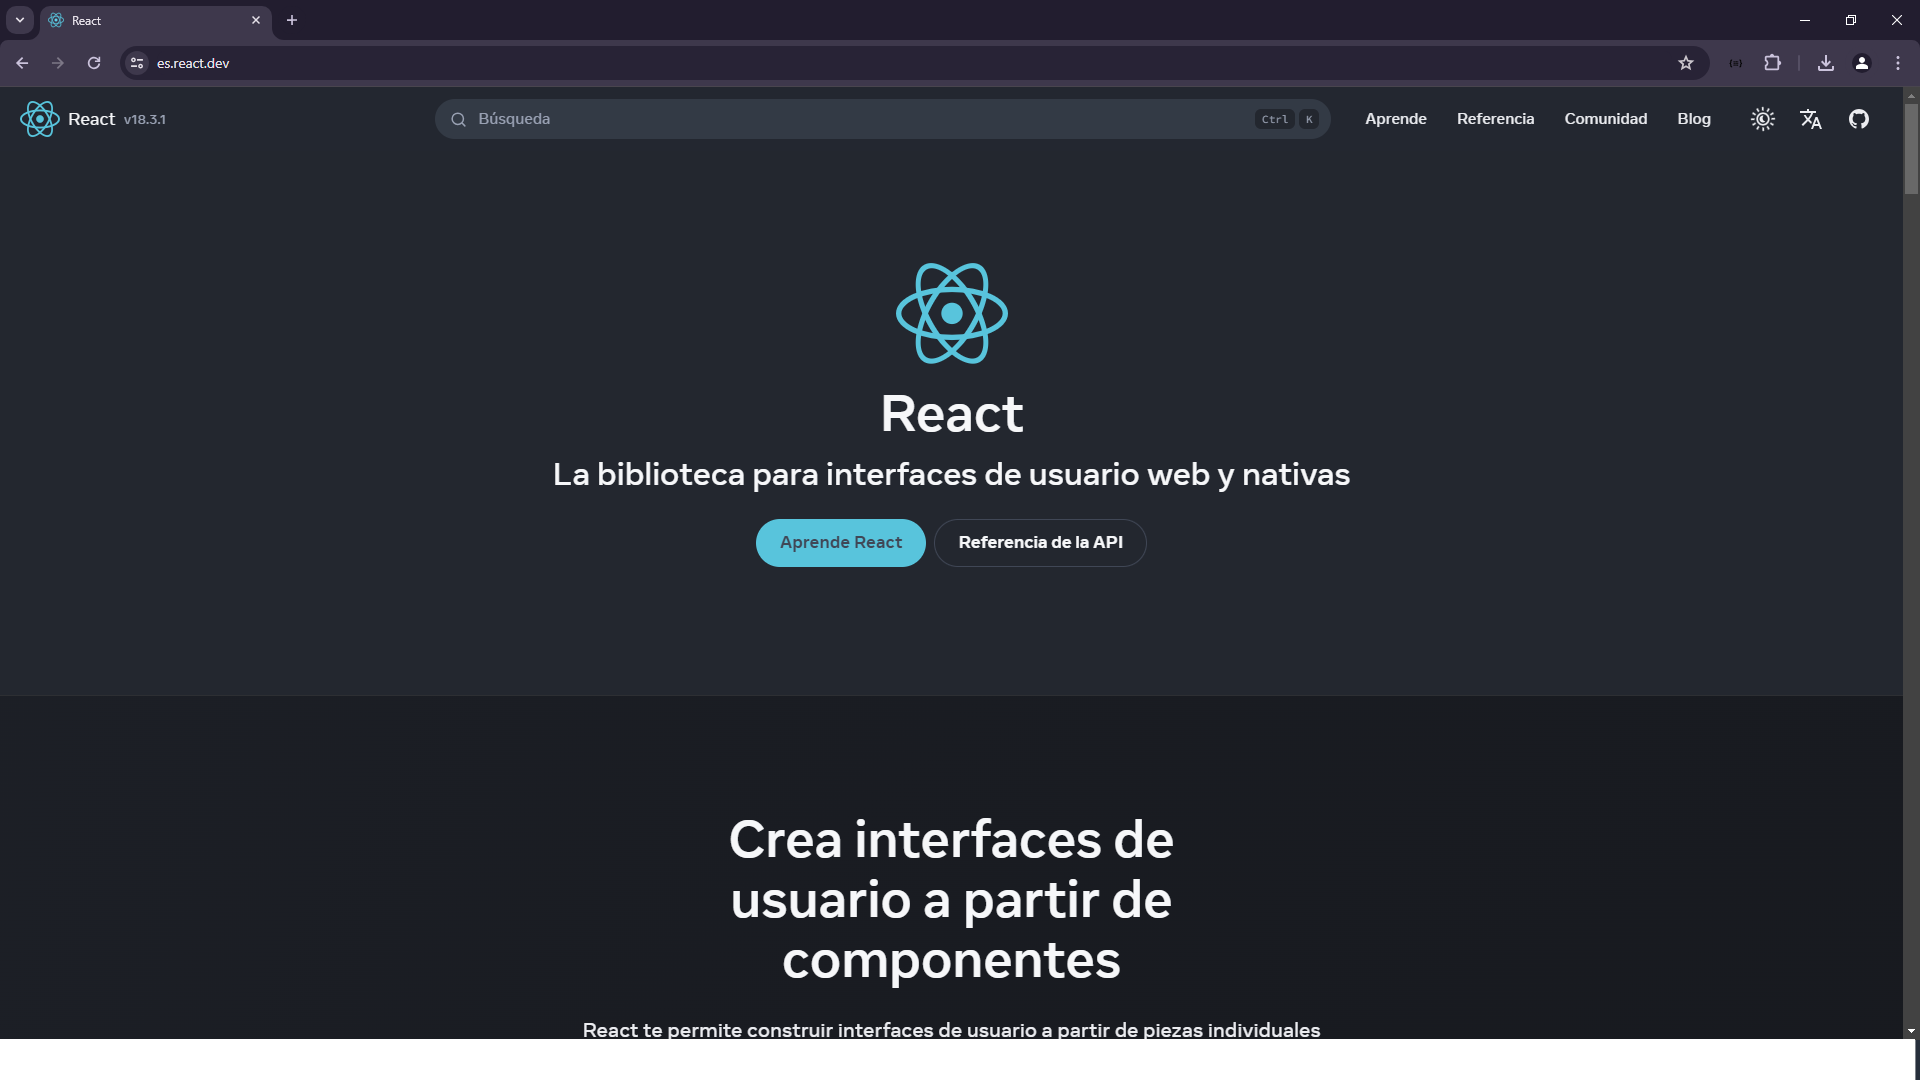 React
es.react.dev
React v18.3.1
Búsqueda
Ctrl K
Aprende
Referencia
Comunidad
Blog
React
La biblioteca para interfaces de usuario web y nativas
Aprende React
Referencia de la API
Crea interfaces de
usuario a partir de
componentes
React te permite construir interfaces de usuario a partir de piezas individuales